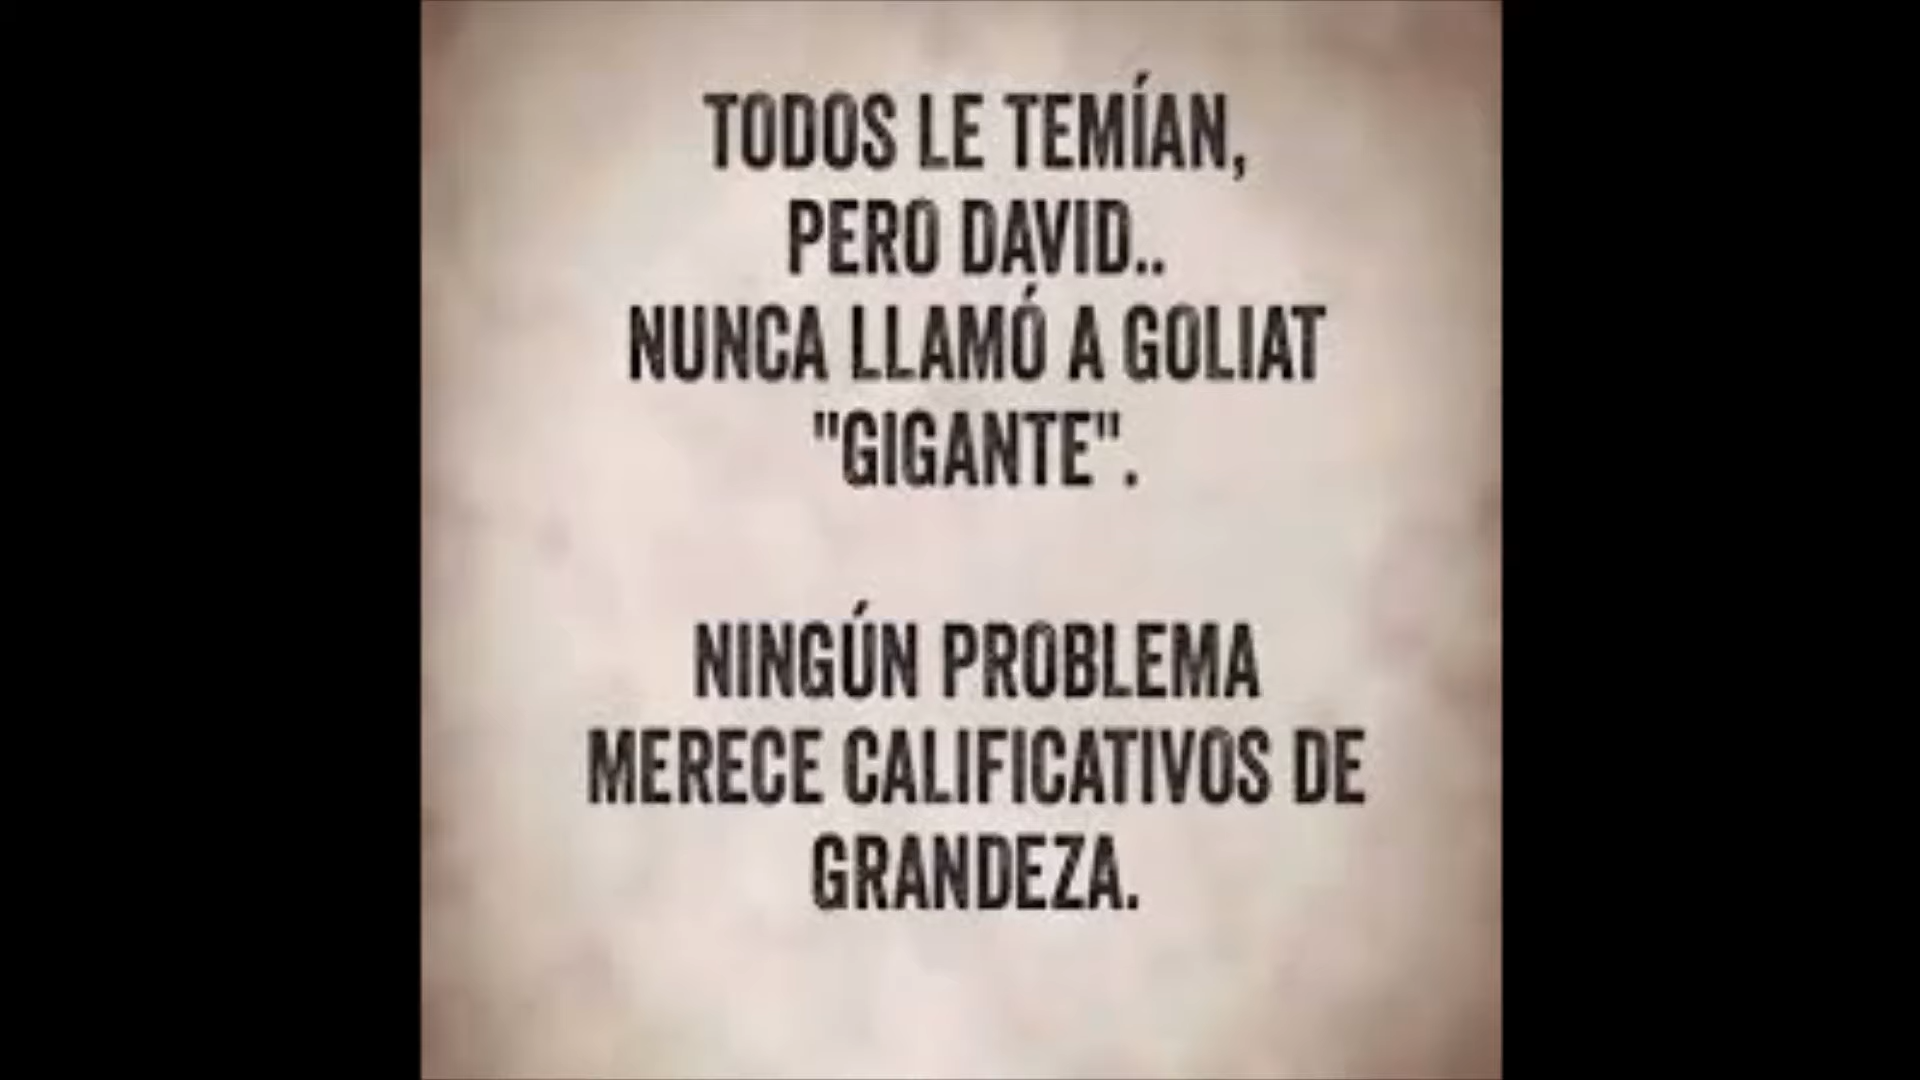 TODOS LE TEMÍAN,
PERO DAVID..
NUNCA LLAMÓ A GOLIAT
"GIGANTE".
NINGÚN PROBLEMA
MERECE CALIFICATIVOS DE
GRANDEZA.